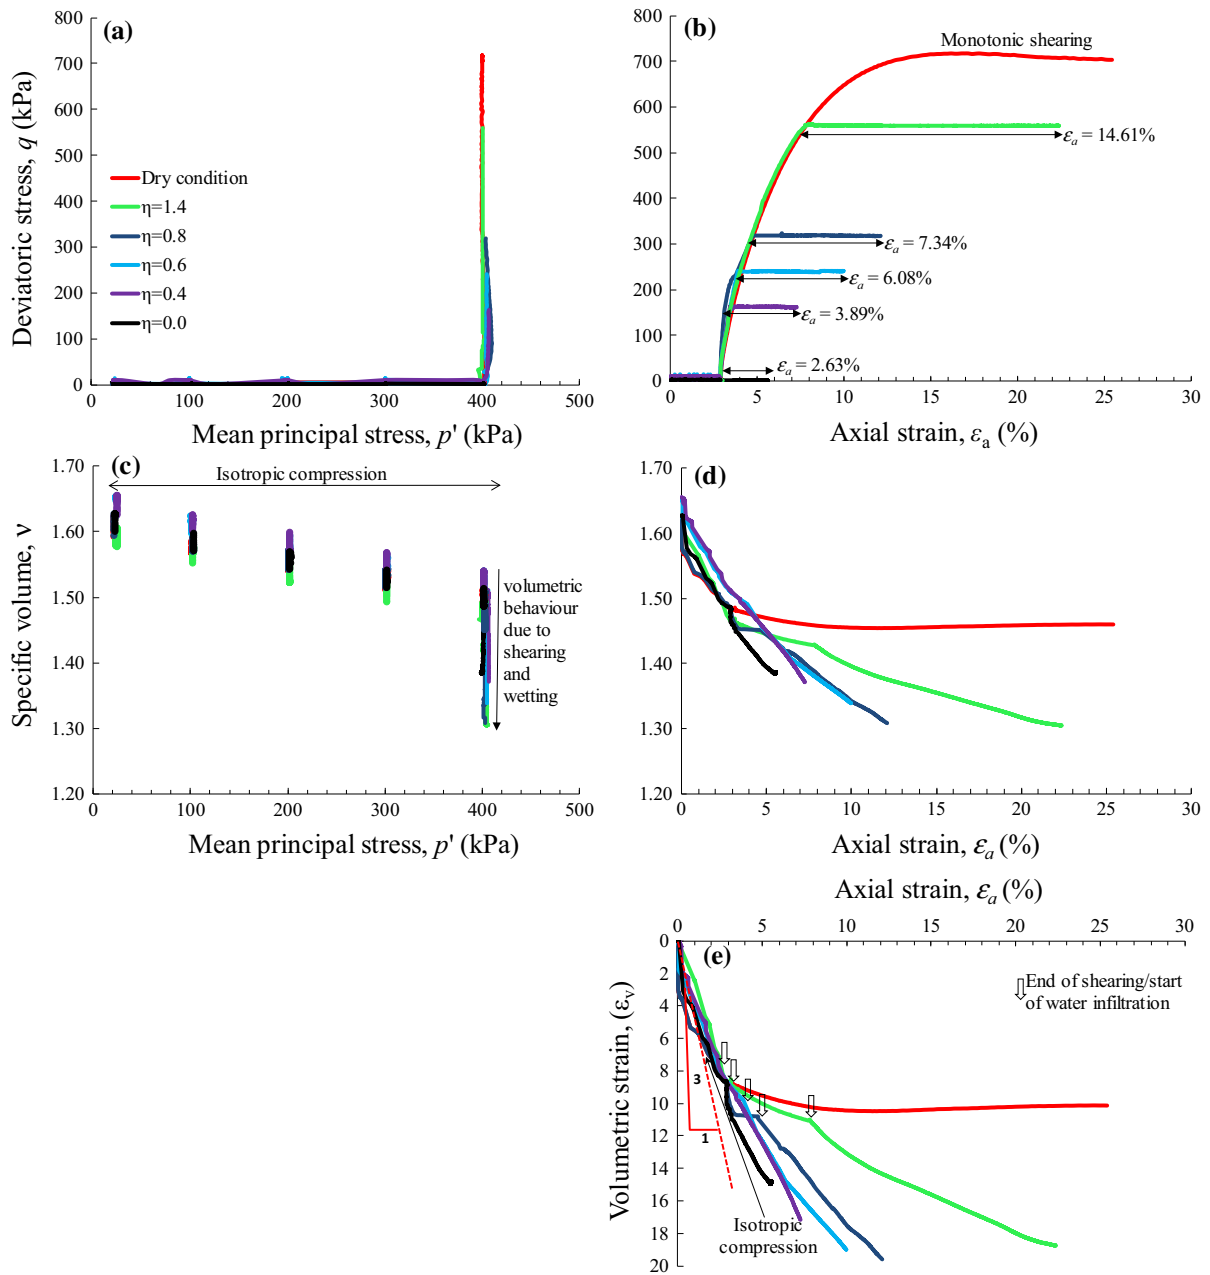 (a)
800
700
600
500
400
300
200
100
0
Deviatoric stress, q (kPa)
Dry condition
η=1.4
η=0.8
η=0.6
η=0.4
η=0.0
0 100 200 300 400 500
Mean principal stress, p' (kPa)
(b)
800
700
600
500
400
300
200
100
0
Monotonic shearing
εa = 14.61%
εa = 7.34%
εa = 6.08%
εa = 3.89%
εa = 2.63%
0 5 10 15 20 25 30
Axial strain, εa (%)
(c)
1.70
1.60
1.50
1.40
1.30
1.20
Specific volume, ν
Isotropic compression
volumetric
behaviour
due to
shearing
and
wetting
0 100 200 300 400 500
Mean principal stress, p' (kPa)
(d)
1.70
1.60
1.50
1.40
1.30
1.20
0 5 10 15 20 25 30
Axial strain, εa (%)
Axial strain, εa (%)
0 5 10 15 20 25 30
(e)
0
2
4
6
8
10
12
14
16
18
20
Volumetric strain, (εv)
End of shearing/start
of water infiltration
3
1
Isotropic
compression